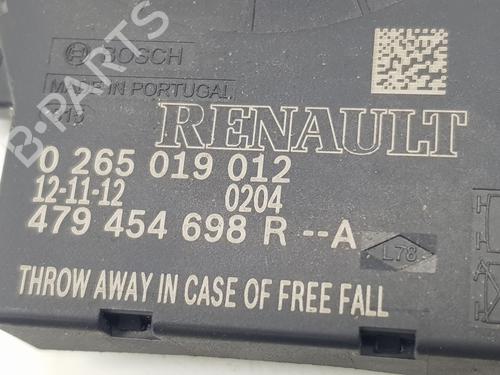 BOSCH
MADE IN PORTUGAL
RENAULT
0 265 019 012
12-11-12 0204
479 454 698 R --A
L78
THROW AWAY IN CASE OF FREE FALL
B-PARTS